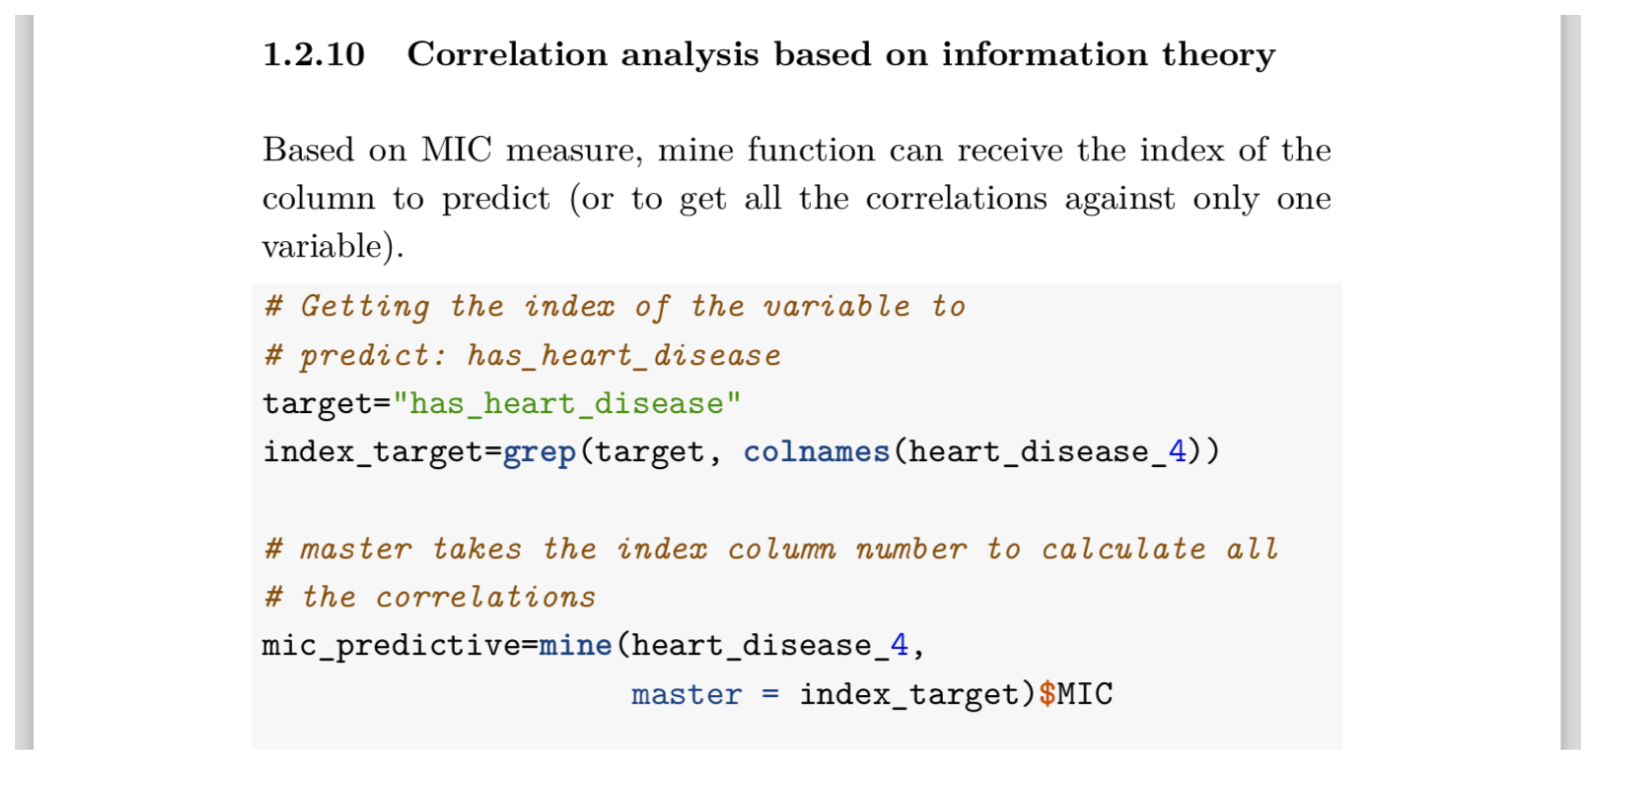 1.2.10 Correlation analysis based on information theory
Based on MIC measure, mine function can receive the index of the
column to predict (or to get all the correlations against only one
variable).
# Getting the index of the variable to
# predict: has_heart_disease
target="has_heart_disease"
index_target=grep(target, colnames(heart_disease_4))
# master takes the index column number to calculate all
# the correlations
mic_predictive=mine(heart_disease_4,
master = index_target)$MIC